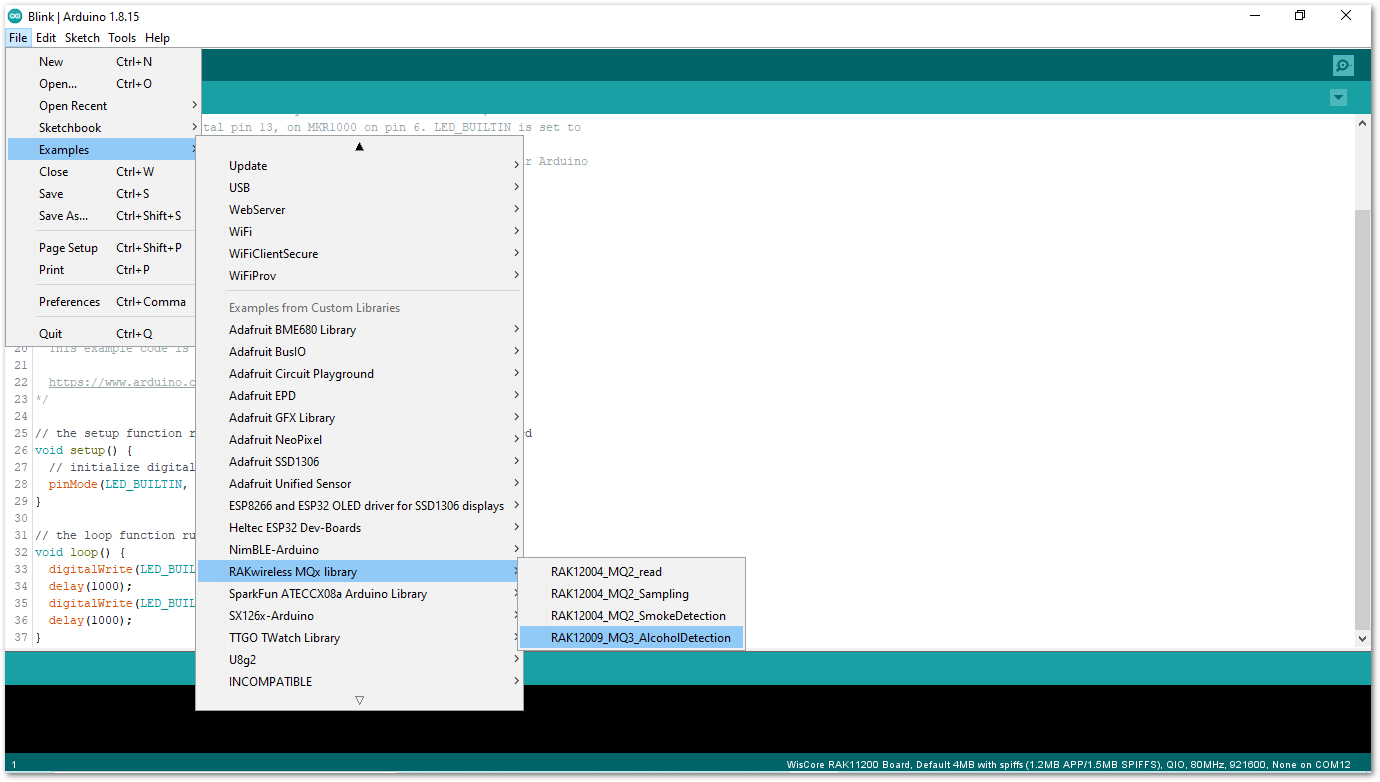 Blink | Arduino 1.8.15
File Edit Sketch Tools Help
New Ctrl+N
Open... Ctrl+O
Open Recent
Sketchbook
Examples
Close Ctrl+W
Save Ctrl+S
Save As... Ctrl+Shift+S
Page Setup Ctrl+Shift+P
Print Ctrl+P
Preferences Ctrl+Comma
Quit Ctrl+Q
Update
USB
WebServer
WiFi
WiFiClientSecure
WiFiProv
Examples from Custom Libraries
Adafruit BME680 Library
Adafruit BusIO
Adafruit Circuit Playground
Adafruit EPD
Adafruit GFX Library
Adafruit NeoPixel
Adafruit SSD1306
Adafruit Unified Sensor
ESP8266 and ESP32 OLED driver for SSD1306 displays
Heltec ESP32 Dev-Boards
NimBLE-Arduino
RAKwireless MQx library
SparkFun ATECCX08a Arduino Library
SX126x-Arduino
TTGO TWatch Library
U8g2
INCOMPATIBLE
RAK12004_MQ2_read
RAK12004_MQ2_Sampling
RAK12004_MQ2_SmokeDetection
RAK12009_MQ3_AlcoholDetection
tal pin 13, on MKR1000 on pin 6. LED_BUILTIN is set to
r Arduino
20 This example code is
21
22 https://www.arduino.c
23 */
24
25 // the setup function r d
26 void setup() {
27 // initialize digital
28 pinMode(LED_BUILTIN,
29 }
30
31 // the loop function ru
32 void loop() {
33 digitalWrite(LED_BUIL
34 delay(1000);
35 digitalWrite(LED_BUIL
36 delay(1000);
37 }
1 WisCore RAK11200 Board, Default 4MB with spiffs (1.2MB APP/1.5MB SPIFFS), QIO, 80MHz, 921600, None on COM12